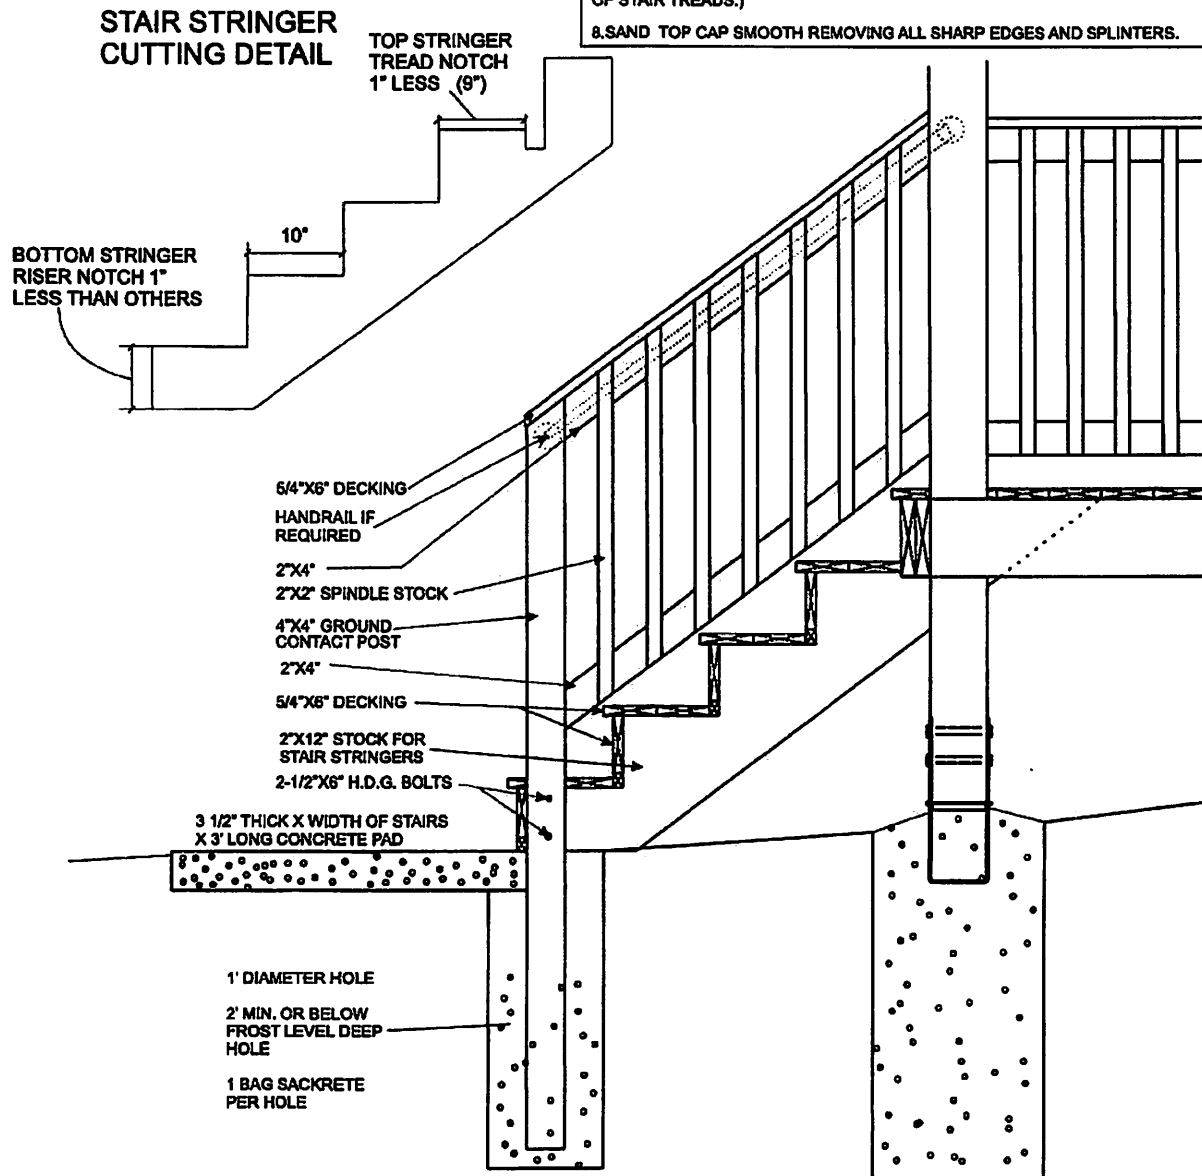 OF STAIR TREADS.)
8.SAND TOP CAP SMOOTH REMOVING ALL SHARP EDGES AND SPLINTERS.
STAIR STRINGER
CUTTING DETAIL
TOP STRINGER
TREAD NOTCH
1" LESS (9")
10"
BOTTOM STRINGER
RISER NOTCH 1"
LESS THAN OTHERS
5/4"X6" DECKING
HANDRAIL IF
REQUIRED
2"X4"
2"X2" SPINDLE STOCK
4"X4" GROUND
CONTACT POST
2"X4"
5/4"X6" DECKING
2"X12" STOCK FOR
STAIR STRINGERS
2-1/2"X6" H.D.G. BOLTS
3 1/2" THICK X WIDTH OF STAIRS
X 3' LONG CONCRETE PAD
1' DIAMETER HOLE
2' MIN. OR BELOW
FROST LEVEL DEEP
HOLE
1 BAG SACKRETE
PER HOLE